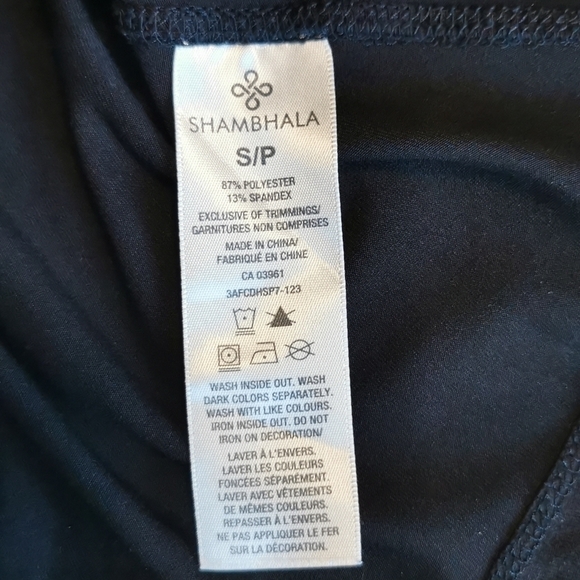 SHAMBHALA
S/P
87% POLYESTER
13% SPANDEX
EXCLUSIVE OF TRIMMINGS/
GARNITURES NON COMPRISES
MADE IN CHINA/
FABRIQUÉ EN CHINE
CA 03961
3AFCDHSP7-123
WASH INSIDE OUT. WASH
DARK COLORS SEPARATELY.
WASH WITH LIKE COLOURS.
IRON INSIDE OUT. DO NOT
IRON ON DECORATION/
LAVER À L'ENVERS.
LAVER LES COULEURS
FONCÉES SÉPARÉMENT.
LAVER AVEC VÊTEMENTS
DE MÊMES COULEURS.
REPASSER À L'ENVERS.
NE PAS APPLIQUER LE FER
SUR LA DÉCORATION.